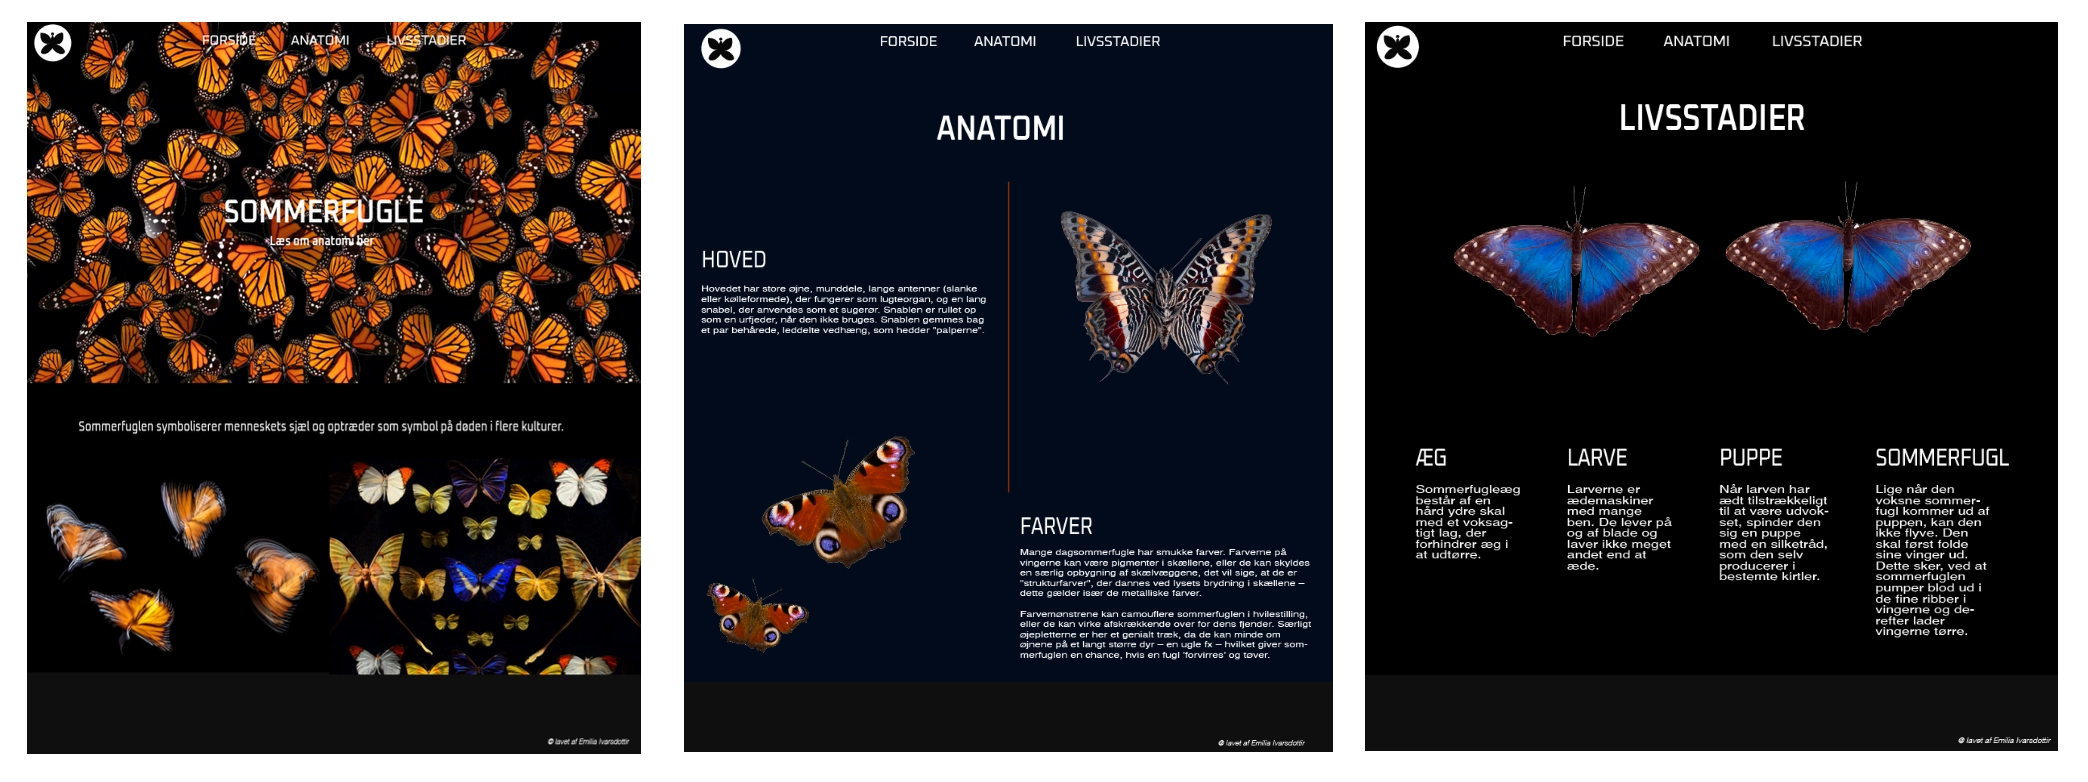 FORSIDE ANATOMI LIVSSTADIER
SOMMERFUGLE
Læs om anatomi her
Sommerfuglen symboliserer menneskets sjæl og optræder som symbol på døden i flere kulturer.
© lavet af Emilia Ivarsdottir
FORSIDE ANATOMI LIVSSTADIER
ANATOMI
HOVED
Hovedet har store øjne, munddele, lange antenner (slanke
eller kølleformede), der fungerer som lugteorgan, og en lang
snabel, der anvendes som et sugerør. Snablen er rullet op
som en urfjeder, når den ikke bruges. Snablen gemmes bag
et par behårede, leddelte vedhæng, som hedder "palperne".
FARVER
Mange dagsommerfugle har smukke farver. Farverne på
vingerne kan være pigmenter i skællene, eller de kan skyldes
en særlig opbygning af skælvæggene, det vil sige, at de er
"strukturfarver", der dannes ved lysets brydning i skællene –
dette gælder især de metalliske farver.
Farvemønstrene kan camouflere sommerfuglen i hvilestilling,
eller de kan virke afskrækkende over for dens fjender. Særligt
øjepletterne er her et genialt træk, da de kan minde om
øjnene på et langt større dyr – en ugle fx – hvilket giver som-
merfuglen en chance, hvis en fugl 'forvirres' og tøver.
© lavet af Emilia Ivarsdottir
FORSIDE ANATOMI LIVSSTADIER
LIVSSTADIER
ÆG
Sommerfugleæg
består af en
hård ydre skal
med et voksag-
tigt lag, der
forhindrer æg i
at udtørre.
LARVE
Larverne er
ædemaskiner
med mange
ben. De lever på
og af blade og
laver ikke meget
andet end at
æde.
PUPPE
Når larven har
ædt tilstrækkeligt
til at være udvok-
set, spinder den
sig en puppe
med en silketråd,
som den selv
producerer i
bestemte kirtler.
SOMMERFUGL
Lige når den
voksne sommer-
fugl kommer ud af
puppen, kan den
ikke flyve. Den
skal først folde
sine vinger ud.
Dette sker, ved at
sommerfuglen
pumper blod ud i
de fine ribber i
vingerne og de-
refter lader
vingerne tørre.
© lavet af Emilia Ivarsdottir